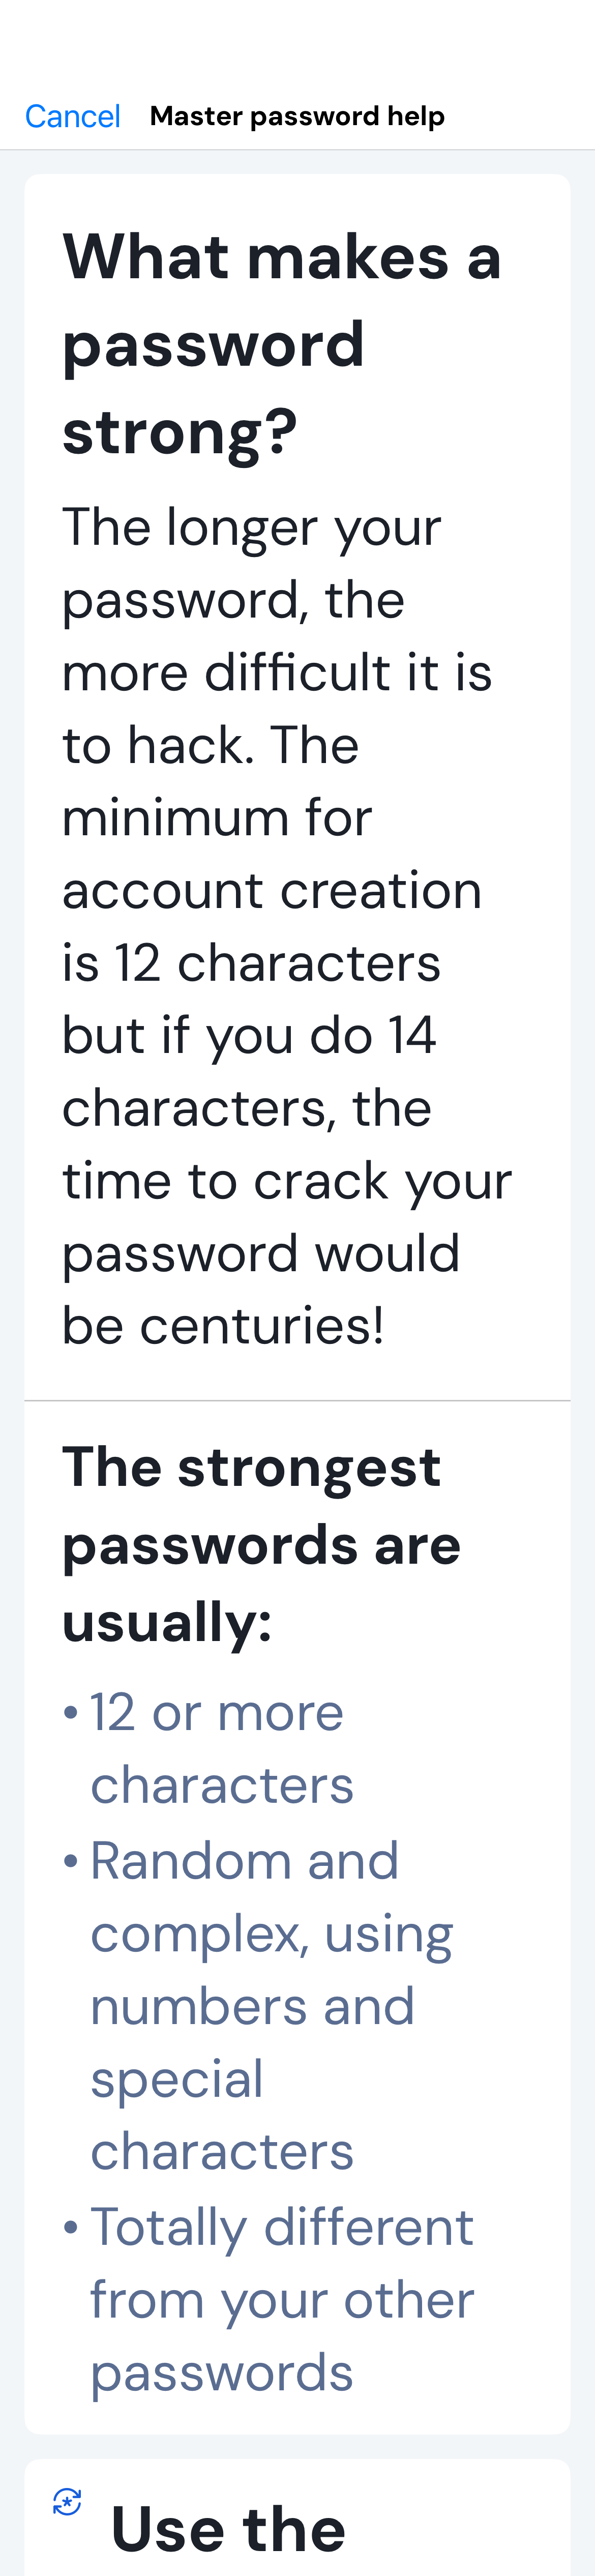 Cancel Master password help
What makes a
password
strong?
The longer your
password, the
more difficult it is
to hack. The
minimum for
account creation
is 12 characters
but if you do 14
characters, the
time to crack your
password would
be centuries!
The strongest
passwords are
usually:
• 12 or more
characters
• Random and
complex, using
numbers and
special
characters
• Totally different
from your other
passwords
Use the